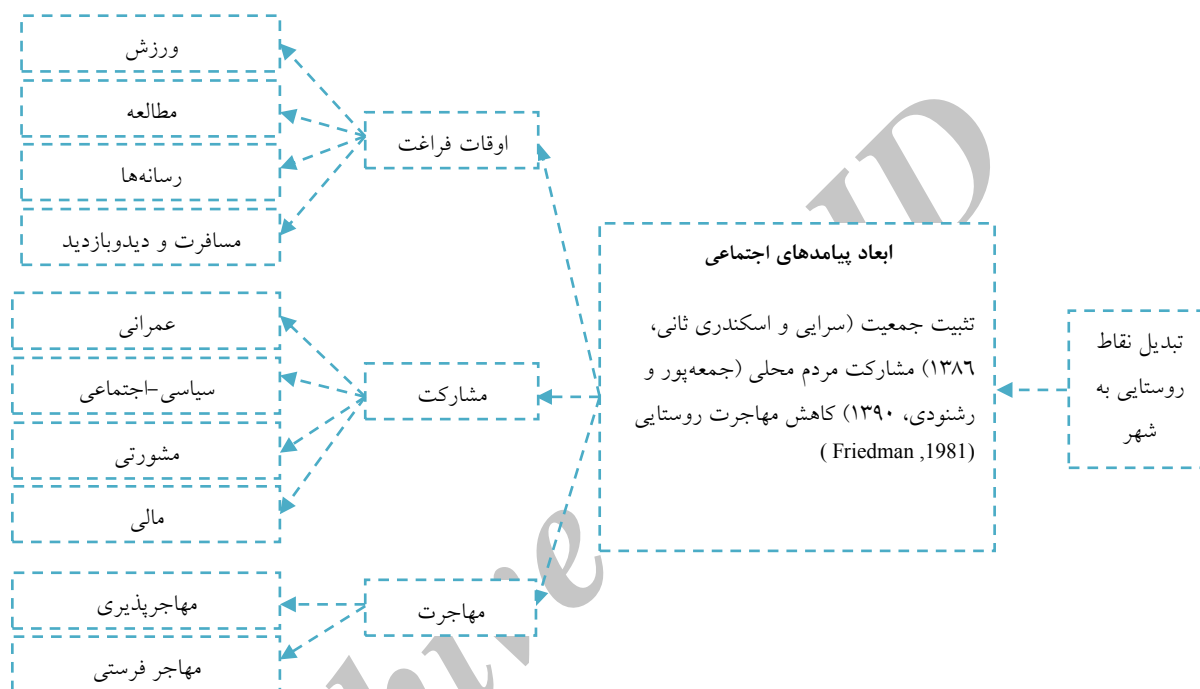 تبدیل نقاط
روستایی به
شهر
ابعاد پیامدهای اجتماعی
تثبیت جمعیت (سرایی و اسکندری ثانی،
۱۳۸٦) مشارکت مردم محلی (جمعه‌پور و
رشنودی، ۱۳۹۰) کاهش مهاجرت روستایی
( Friedman ,1981)
اوقات فراغت
ورزش
مطالعه
رسانه‌ها
مسافرت و دیدوبازدید
مشارکت
عمرانی
سیاسی-اجتماعی
مشورتی
مالی
مهاجرت
مهاجرپذیری
مهاجر فرستی